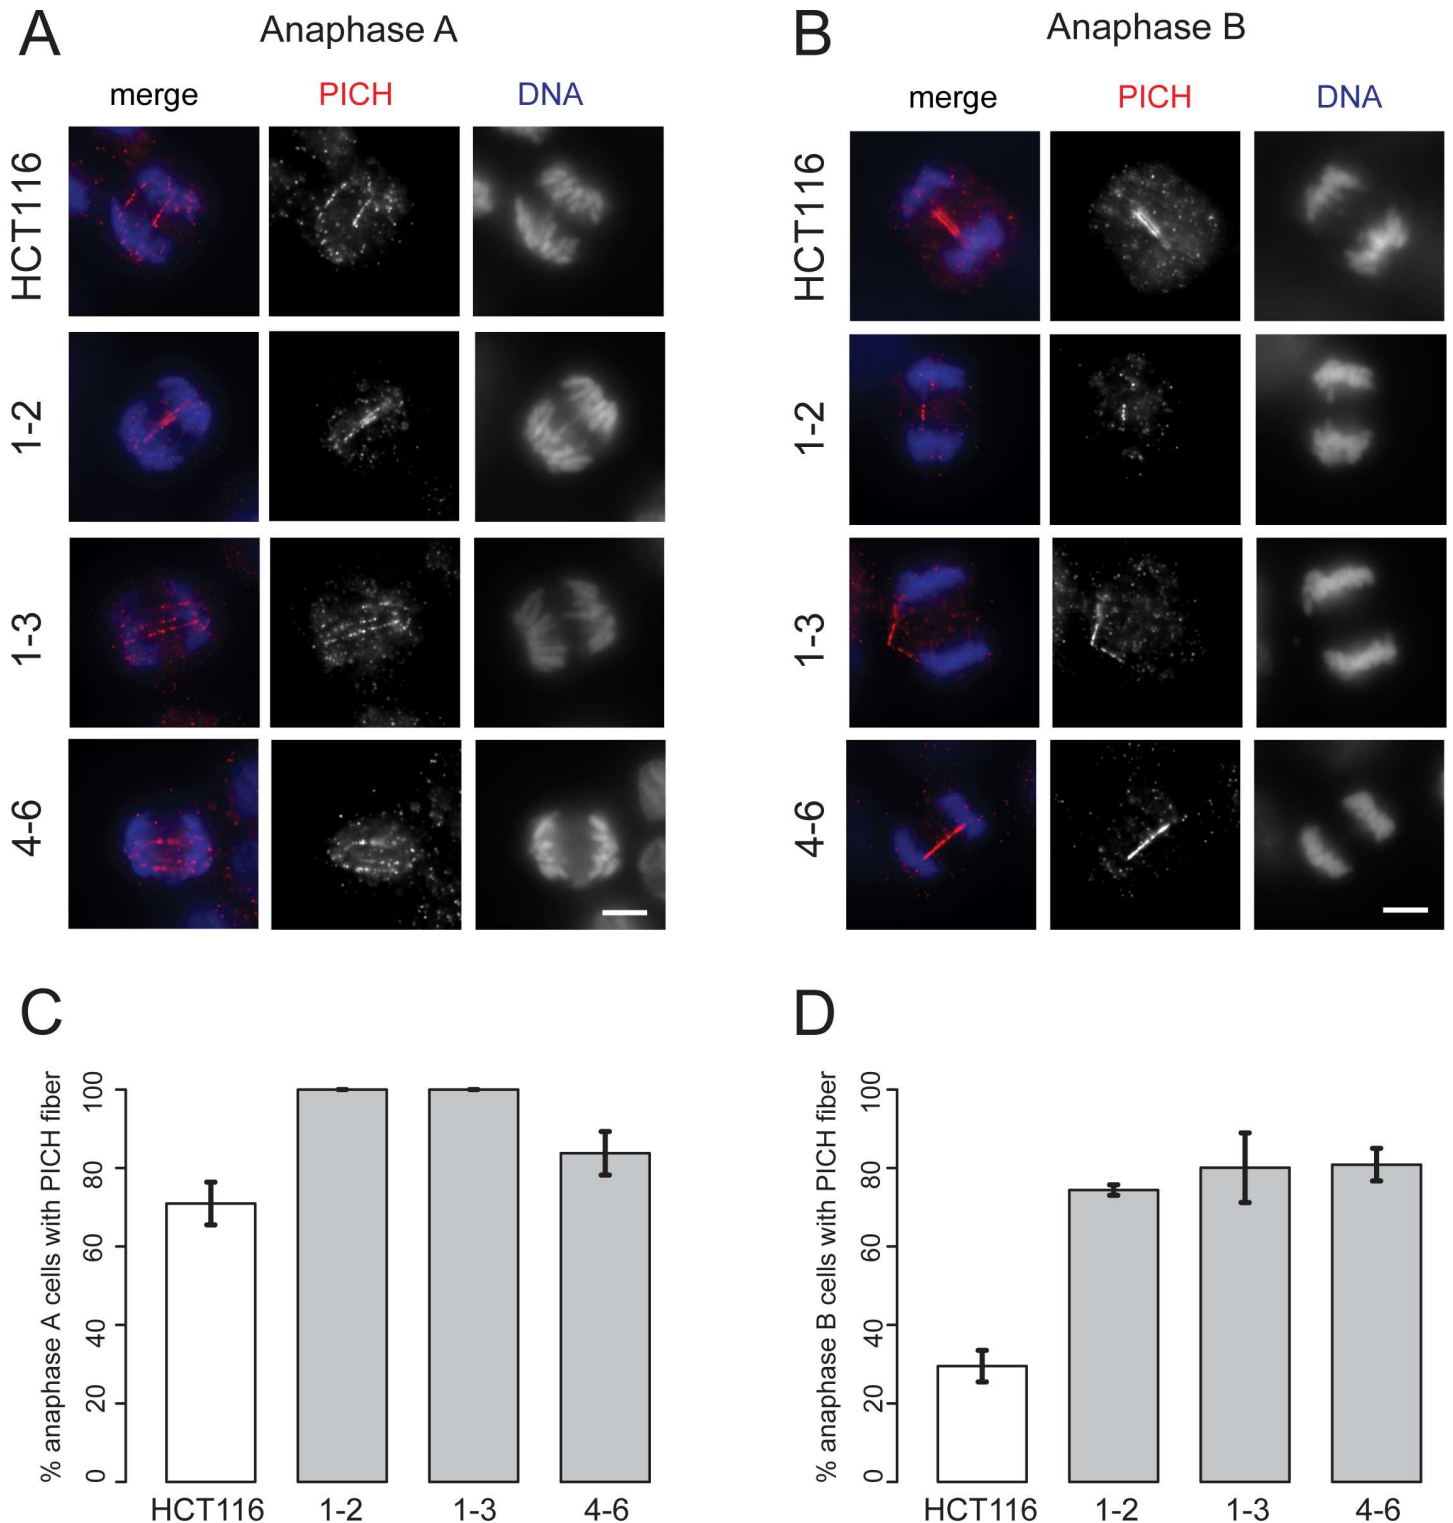 A
Anaphase A
merge
PICH
DNA
HCT116
1-2
1-3
4-6
B
Anaphase B
merge
PICH
DNA
HCT116
1-2
1-3
4-6
C
% anaphase A cells with PICH fiber
100
80
60
40
20
0
HCT116
1-2
1-3
4-6
D
% anaphase B cells with PICH fiber
100
80
60
40
20
0
HCT116
1-2
1-3
4-6